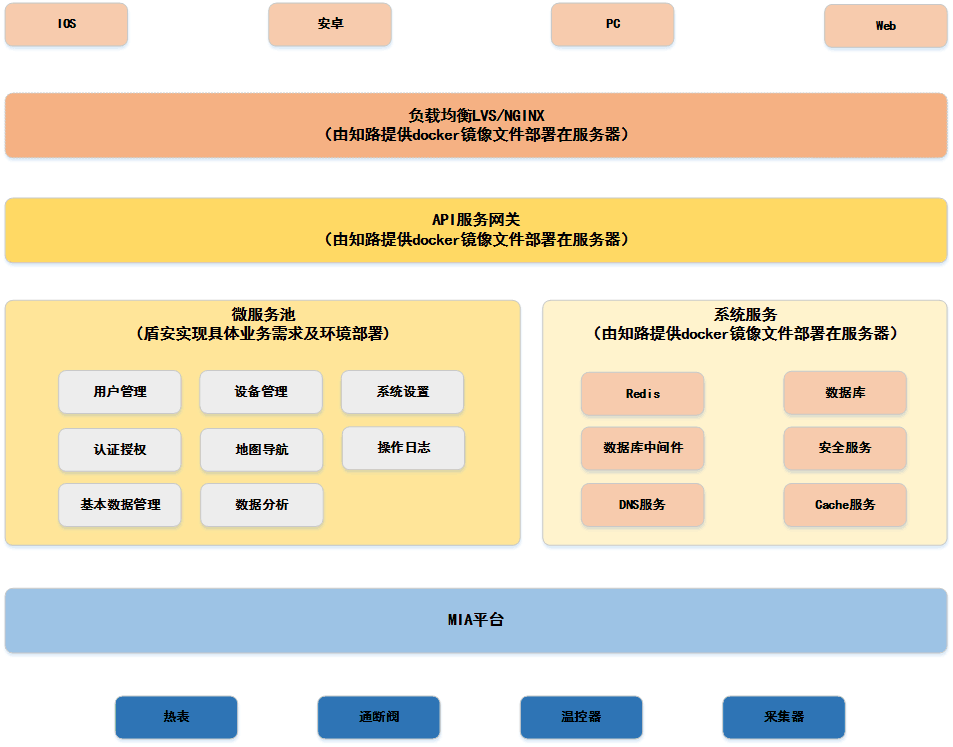 IOS
安卓
PC
Web
负载均衡LVS/NGINX
（由知路提供docker镜像文件部署在服务器）
API服务网关
（由知路提供docker镜像文件部署在服务器）
微服务池
（盾安实现具体业务需求及环境部署）
用户管理
设备管理
系统设置
认证授权
地图导航
操作日志
基本数据管理
数据分析
系统服务
（由知路提供docker镜像文件部署在服务器）
Redis
数据库
数据库中间件
安全服务
DNS服务
Cache服务
MIA平台
热表
通断阀
温控器
采集器